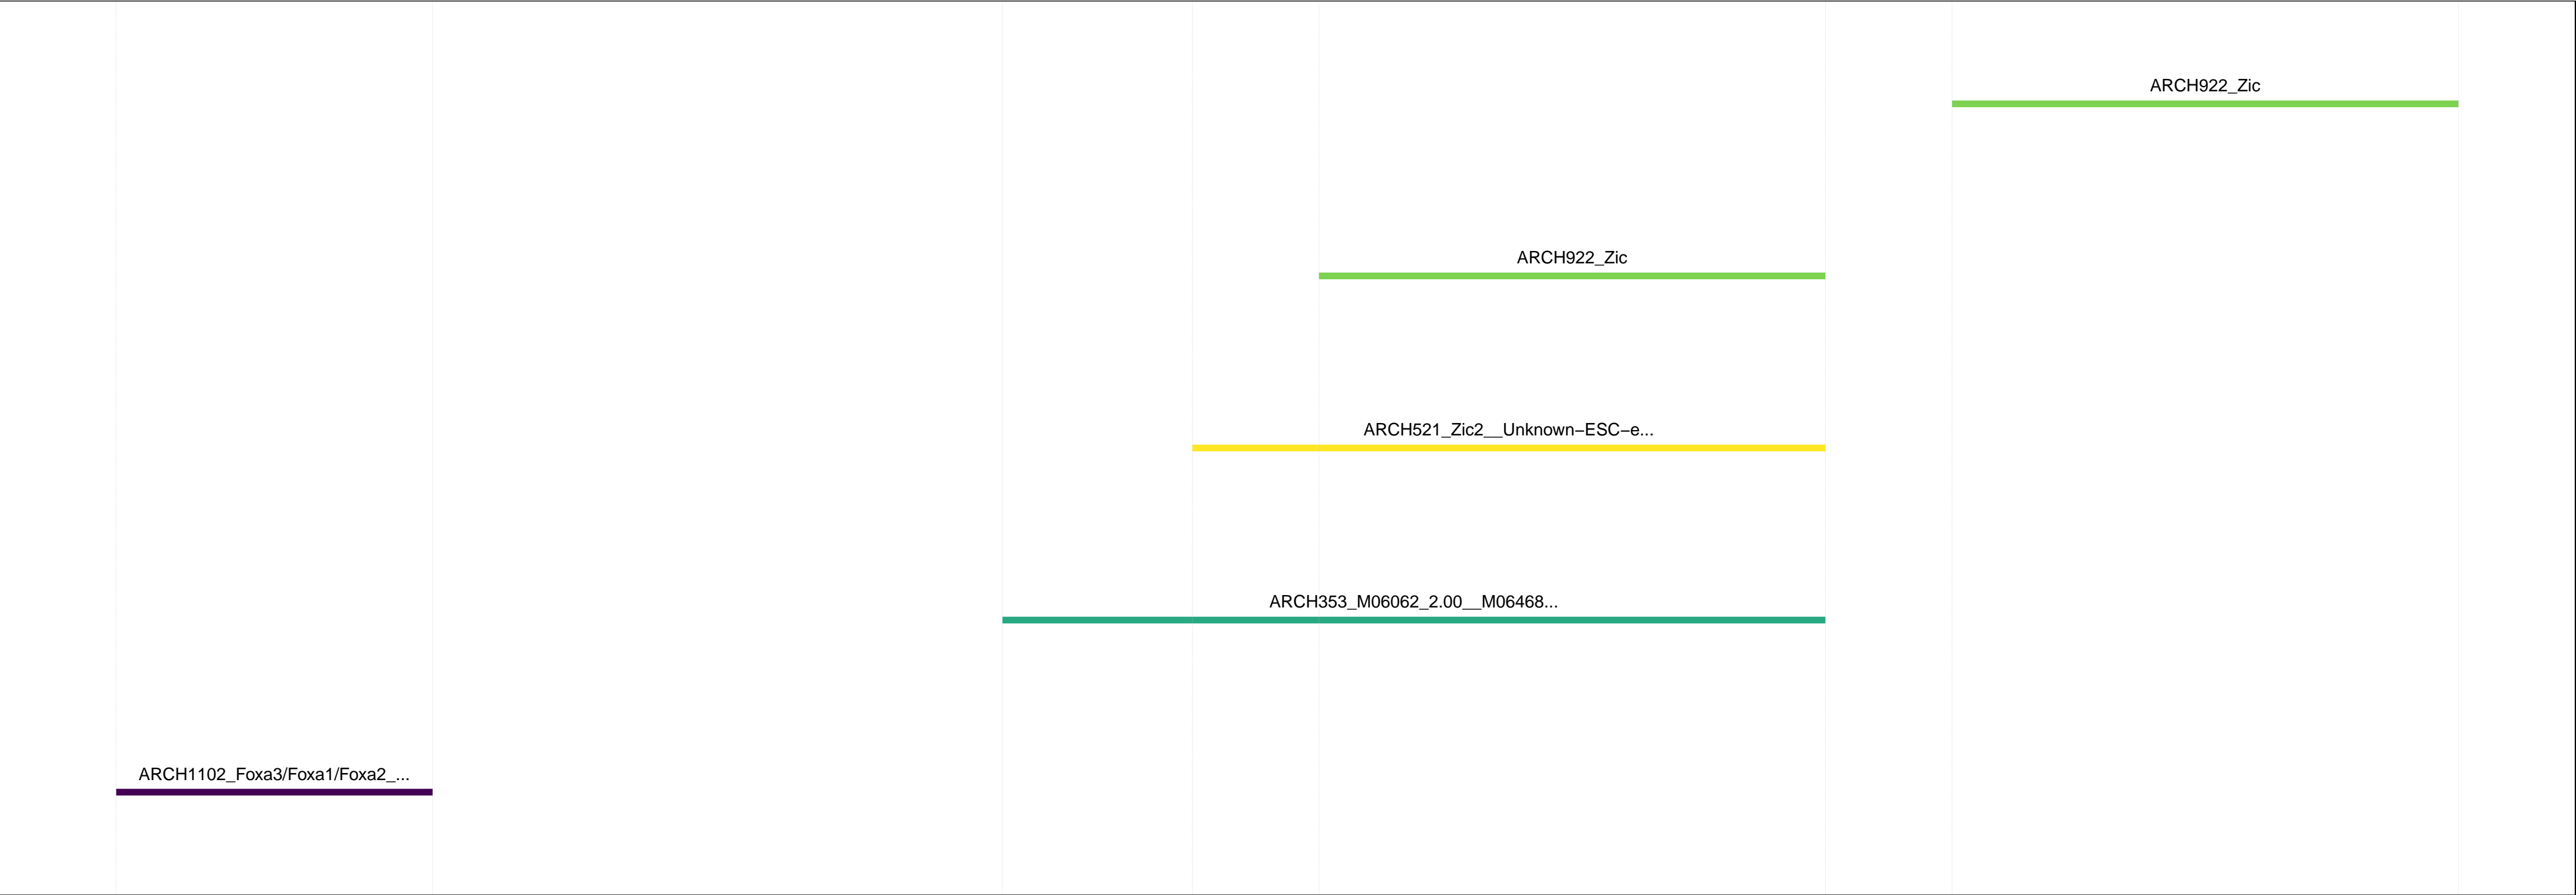 ARCH922_Zic
ARCH922_Zic
ARCH521_Zic2__Unknown−ESC−e...
ARCH353_M06062_2.00__M06468...
ARCH1102_Foxa3/Foxa1/Foxa2_...